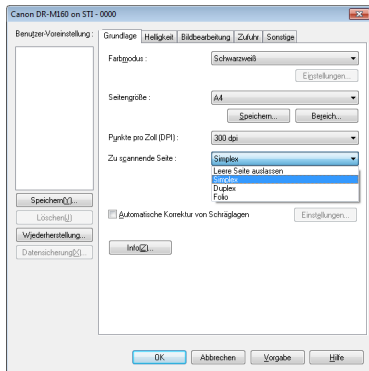 Canon DR-M160 on STI - 0000
Benutzer-Voreinstellung :
Speichern(Y)...
Löschen(J)
Wiederherstellung...
Datensicherung(X)...
Grundlage Helligkeit Bildbearbeitung Zufuhr Sonstige
Farbmodus : Schwarzweiß
Einstellungen...
Seitengröße : A4
Speichern... Bereich...
Punkte pro Zoll (DPI) : 300 dpi
Zu scannende Seite : Simplex
Leere Seite auslassen
Simplex
Duplex
Folio
Automatische Korrektur von Schräglagen Einstellungen...
Info(Z)...
OK Abbrechen Vorgabe Hilfe